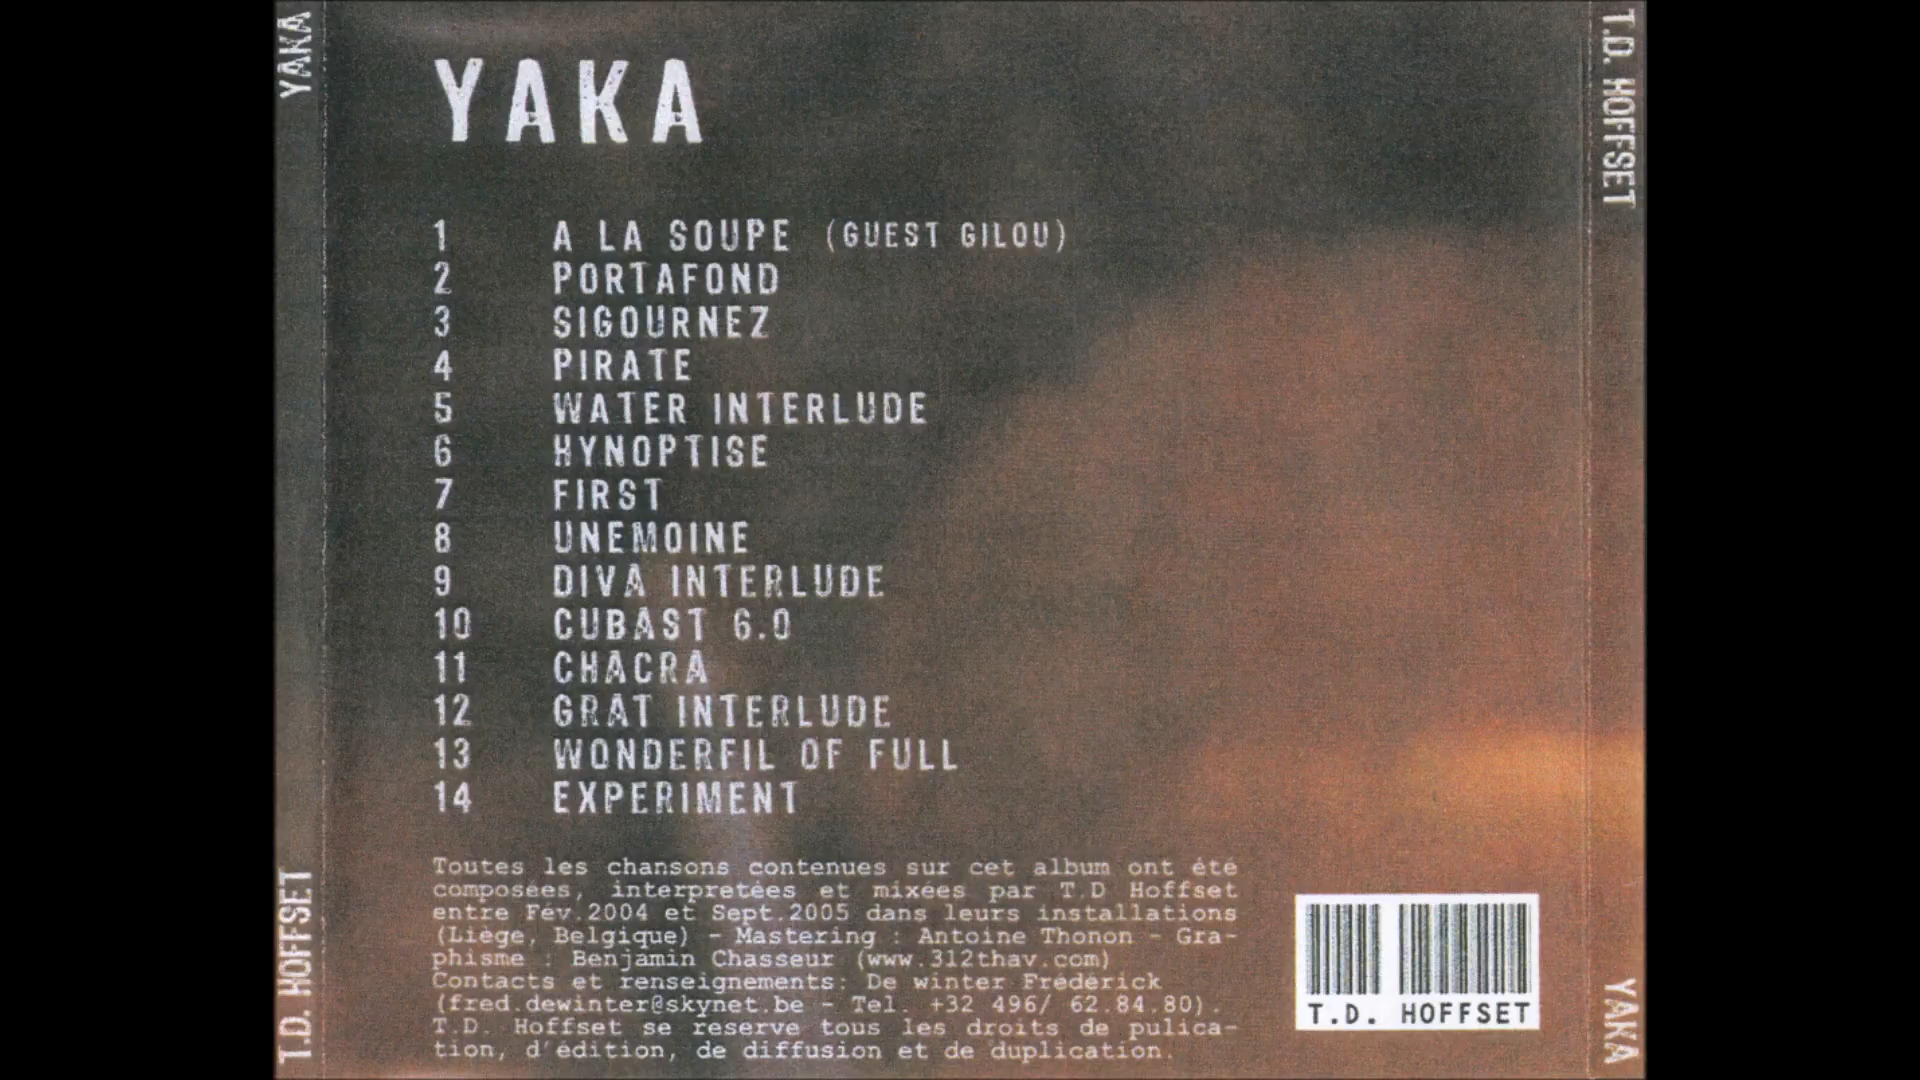 YAKA
T.D. HOFFSET
YAKA
1 A LA SOUPE (GUEST GILOU)
2 PORTAFOND
3 SIGOURNEZ
4 PIRATE
5 WATER INTERLUDE
6 HYNOPTISE
7 FIRST
8 UNEMOINE
9 DIVA INTERLUDE
10 CUBAST 6.0
11 CHACRA
12 GRAT INTERLUDE
13 WONDERFIL OF FULL
14 EXPERIMENT
Toutes les chansons contenues sur cet album ont été
composées, interpretées et mixées par T.D Hoffset
entre Fév.2004 et Sept.2005 dans leurs installations
(Liège, Belgique) - Mastering : Antoine Thonon - Gra-
phisme : Benjamin Chasseur (www.312thav.com)
Contacts et renseignements: De winter Fréderick
(fred.dewinter@skynet.be - Tel. +32 496/ 62.84.80).
T.D. Hoffset se reserve tous les droits de pulica-
tion, d'édition, de diffusion et de duplication.
T.D. HOFFSET
T.D. HOFFSET
YAKA